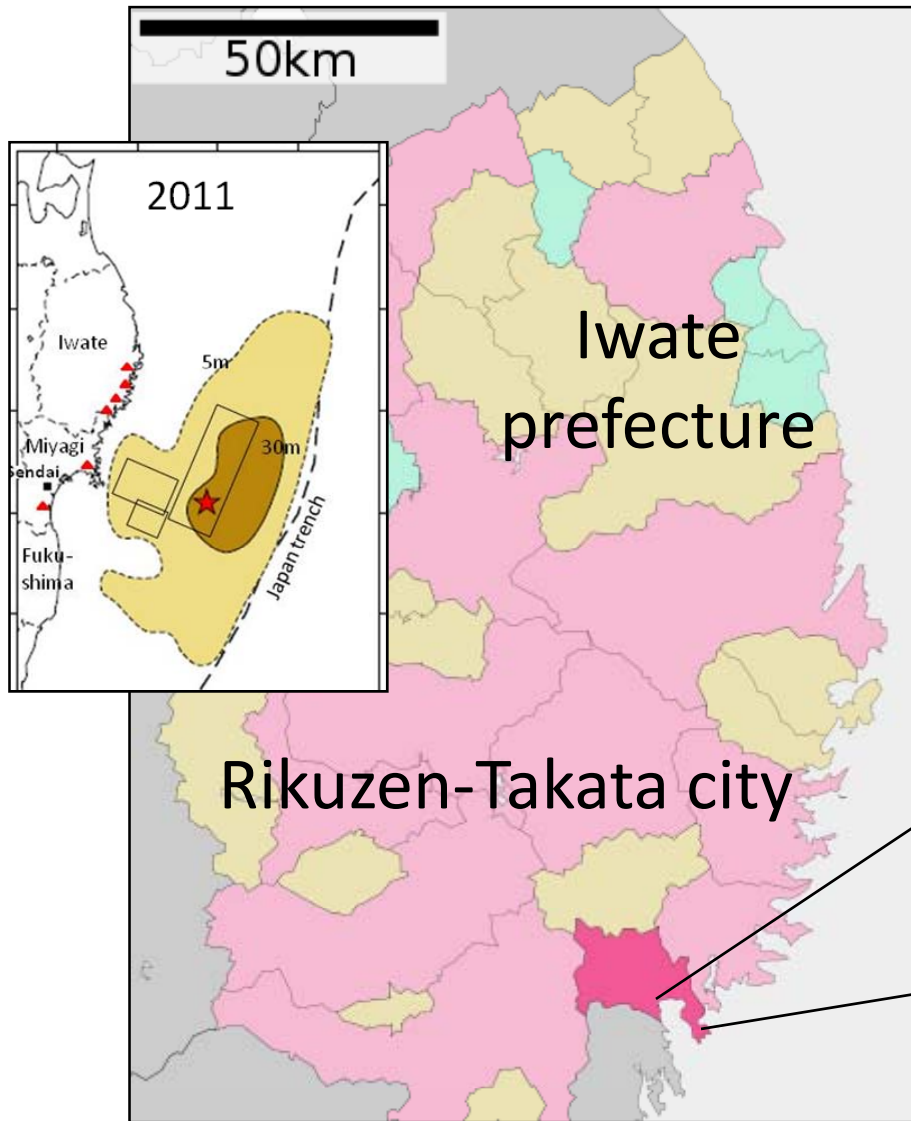 50km
2011
Iwate
5m
Miyagi
30m
Sendai
Fuku-
shima
Japan trench
Iwate
prefecture
Rikuzen-Takata city